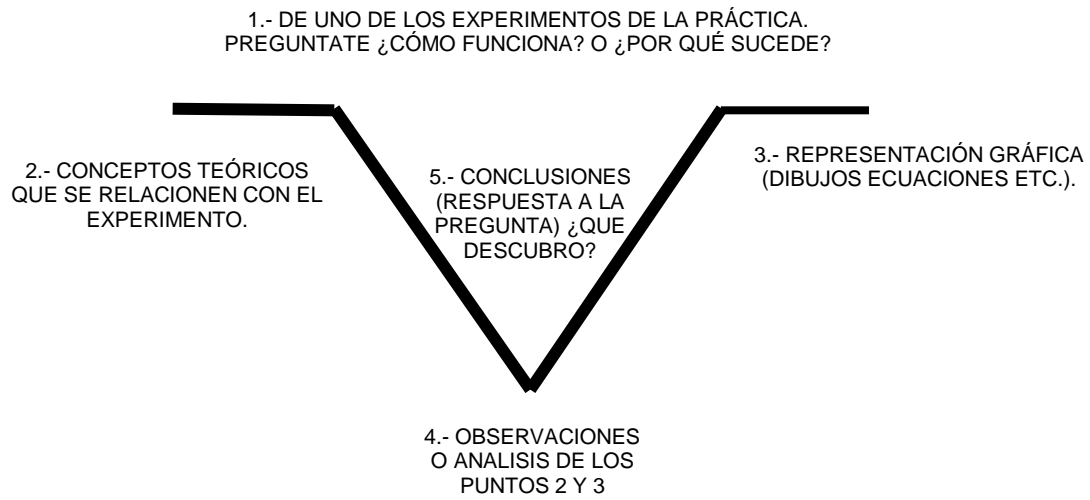 1.- DE UNO DE LOS EXPERIMENTOS DE LA PRÁCTICA.
PREGUNTATE ¿CÓMO FUNCIONA? O ¿POR QUÉ SUCEDE?
2.- CONCEPTOS TEÓRICOS
QUE SE RELACIONEN CON EL
EXPERIMENTO.
5.- CONCLUSIONES
(RESPUESTA A LA
PREGUNTA) ¿QUE
DESCUBRO?
3.- REPRESENTACIÓN GRÁFICA
(DIBUJOS ECUACIONES ETC.).
4.- OBSERVACIONES
O ANALISIS DE LOS
PUNTOS 2 Y 3